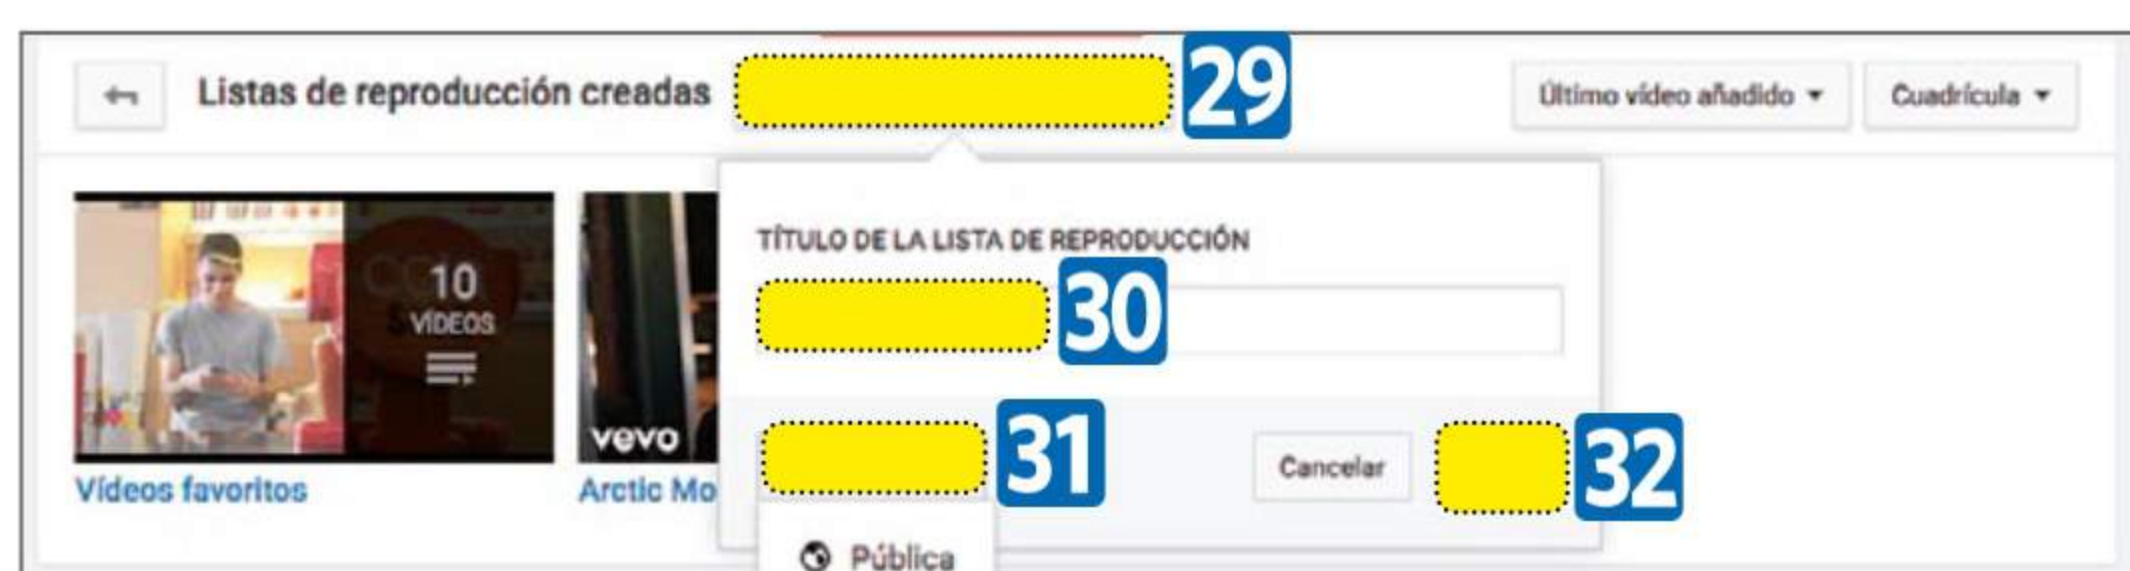 Listas de reproducción creadas
29
Último vídeo añadido
Cuadrícula
TÍTULO DE LA LISTA DE REPRODUCCIÓN
10
VÍDEOS
30
vevo
31
Cancelar
32
Vídeos favoritos
Arctic Mo
Pública